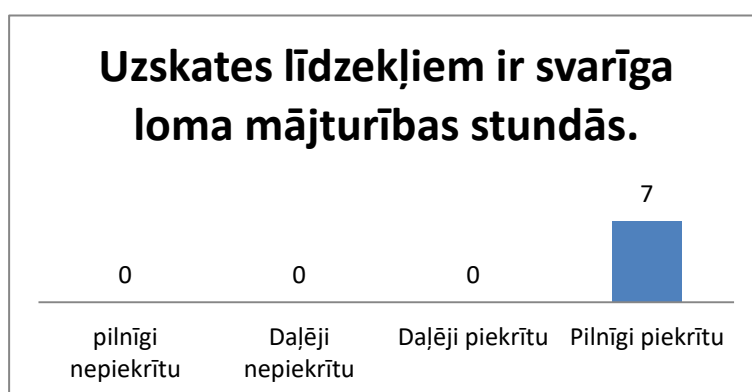 Uzskates līdzekļiem ir svarīga
loma mājturības stundās.
7
0
0
0
pilnīgi
nepiekrītu
Daļēji
nepiekrītu
Daļēji piekrītu
Pilnīgi piekrītu